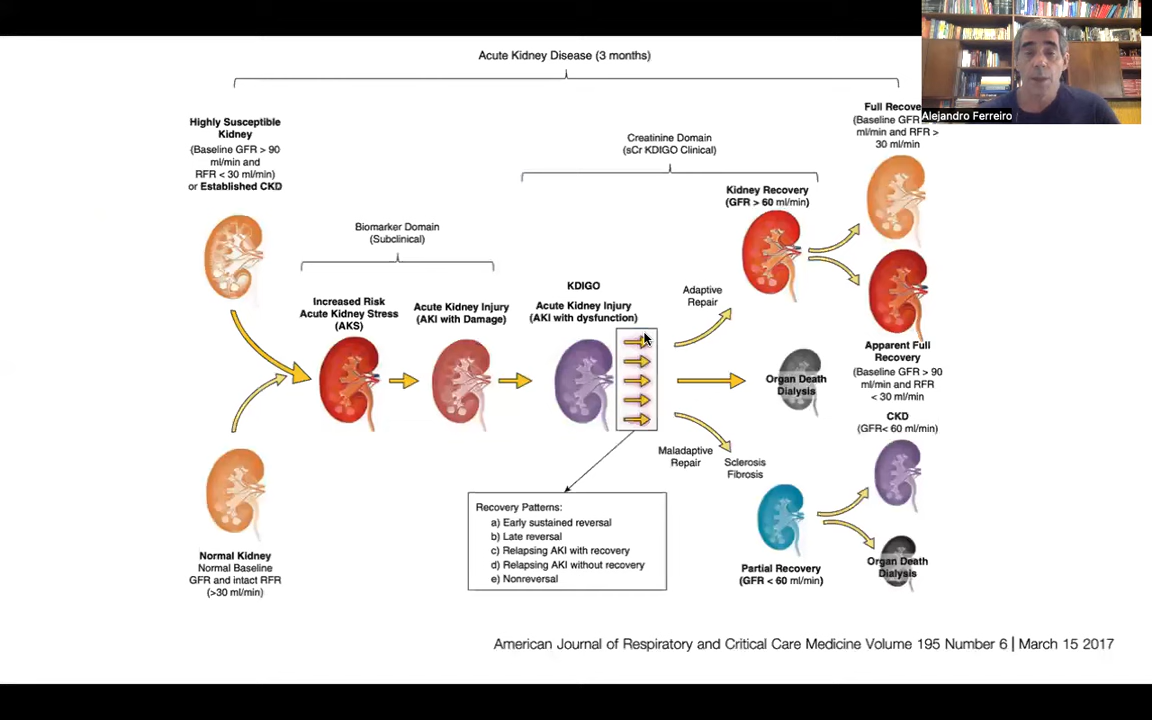 Acute Kidney Disease (3 months)
Alejandro Ferreiro
Highly Susceptible
Kidney
(Baseline GFR > 90
ml/min and
RFR < 30 ml/min)
or Established CKD
Biomarker Domain
(Subclinical)
Creatinine Domain
(sCr KDIGO Clinical)
Increased Risk
Acute Kidney Stress
(AKS)
Acute Kidney Injury
(AKI with Damage)
KDIGO
Acute Kidney Injury
(AKI with dysfunction)
Adaptive
Repair
Kidney Recovery
(GFR > 60 ml/min)
Full
(Baseline GFR
ml/min and RFR >
30 ml/min
Apparent Full
Recovery
(Baseline GFR > 90
ml/min and RFR
< 30 ml/min
Organ Death
Dialysis
Maladaptive
Repair
Sclerosis
Fibrosis
CKD
(GFR< 60 ml/min)
Partial Recovery
(GFR < 60 ml/min)
Organ Death
Dialysis
Normal Kidney
Normal Baseline
GFR and intact RFR
(>30 ml/min)
Recovery Patterns:
a) Early sustained reversal
b) Late reversal
c) Relapsing AKI with recovery
d) Relapsing AKI without recovery
e) Nonreversal
American Journal of Respiratory and Critical Care Medicine Volume 195 Number 6 | March 15 2017